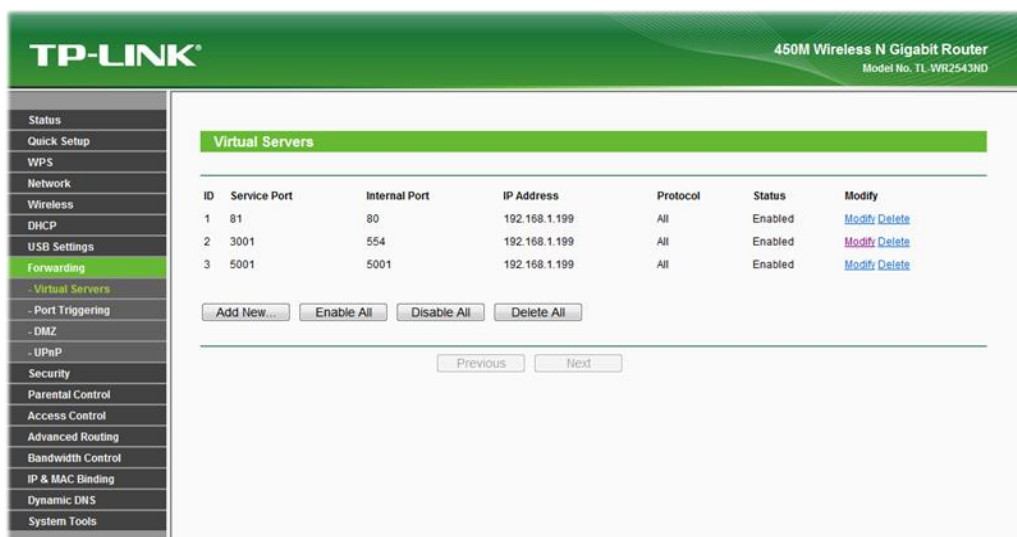 TP-LINK®
450M Wireless N Gigabit Router
Model No. TL-WR2543ND
Status
Quick Setup
WPS
Network
Wireless
DHCP
USB Settings
Forwarding
- Virtual Servers
- Port Triggering
- DMZ
- UPnP
Security
Parental Control
Access Control
Advanced Routing
Bandwidth Control
IP & MAC Binding
Dynamic DNS
System Tools
Virtual Servers
ID Service Port Internal Port IP Address Protocol Status Modify
1 81 80 192.168.1.199 All Enabled Modify Delete
2 3001 554 192.168.1.199 All Enabled Modify Delete
3 5001 5001 192.168.1.199 All Enabled Modify Delete
Add New... Enable All Disable All Delete All
Previous Next